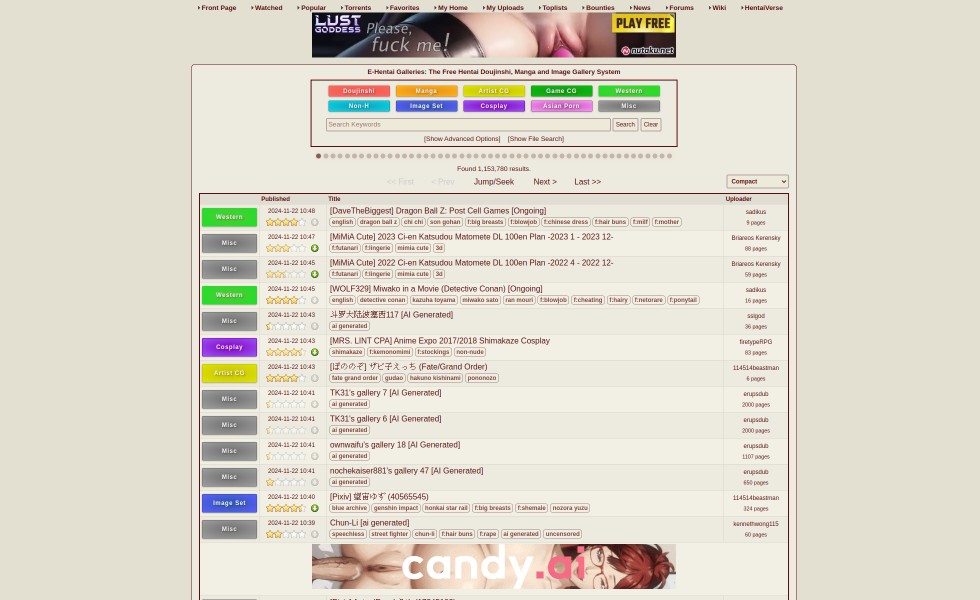 Front Page Watched Popular Torrents Favorites My Home My Uploads Toplists Bounties News Forums Wiki HentaiVerse
LUST GODDESS Please, fuck me! PLAY FREE nutaku.net
E-Hentai Galleries: The Free Hentai Doujinshi, Manga and Image Gallery System
Doujinshi Manga Artist CG Game CG Western
Non-H Image Set Cosplay Asian Porn Misc
Search Keywords Search Clear
[Show Advanced Options] [Show File Search]
Found 1,153,780 results.
<< First < Prev Jump/Seek Next > Last >> Compact
Published Title Uploader
Western 2024-11-22 10:48 [DaveTheBiggest] Dragon Ball Z: Post Cell Games [Ongoing] sadikus
english dragon ball z chi chi son gohan f:big breasts f:blowjob f:chinese dress f:hair buns f:milf f:mother 9 pages
Misc 2024-11-22 10:47 [MiMiA Cute] 2023 Ci-en Katsudou Matomete DL 100en Plan -2023 1 - 2023 12- Briareos Kerensky
f:futanari f:lingerie mimia cute 3d 88 pages
Misc 2024-11-22 10:45 [MiMiA Cute] 2022 Ci-en Katsudou Matomete DL 100en Plan -2022 4 - 2022 12- Briareos Kerensky
f:futanari f:lingerie mimia cute 3d 59 pages
Western 2024-11-22 10:45 [WOLF329] Miwako in a Movie (Detective Conan) [Ongoing] sadikus
english detective conan kazuha toyama miwako sato ran mouri f:blowjob f:cheating f:hairy f:netorare f:ponytail 16 pages
Misc 2024-11-22 10:43 斗罗大陆波塞西117 [AI Generated] sslgod
ai generated 36 pages
Cosplay 2024-11-22 10:43 [MRS. LINT CPA] Anime Expo 2017/2018 Shimakaze Cosplay firetypeRPG
shimakaze f:kemonomimi f:stockings non-nude 83 pages
Artist CG 2024-11-22 10:43 [ぽののぞ] ザビ子えっち (Fate/Grand Order) 114514beastman
fate grand order gudao hakuno kishinami pononozo 6 pages
Misc 2024-11-22 10:41 TK31's gallery 7 [AI Generated] erupsdub
ai generated 2000 pages
Misc 2024-11-22 10:41 TK31's gallery 6 [AI Generated] erupsdub
ai generated 2000 pages
Misc 2024-11-22 10:41 ownwaifu's gallery 18 [AI Generated] erupsdub
ai generated 1107 pages
Misc 2024-11-22 10:41 nochekaiser881's gallery 47 [AI Generated] erupsdub
ai generated 650 pages
Image Set 2024-11-22 10:40 [Pixiv] 望宙ゆず (40565545) 114514beastman
blue archive genshin impact honkai star rail f:big breasts f:shemale nozora yuzu 324 pages
Misc 2024-11-22 10:39 Chun-Li [ai generated] kennethwong115
speechless street fighter chun-li f:hair buns f:rape ai generated uncensored 60 pages
candy.ai